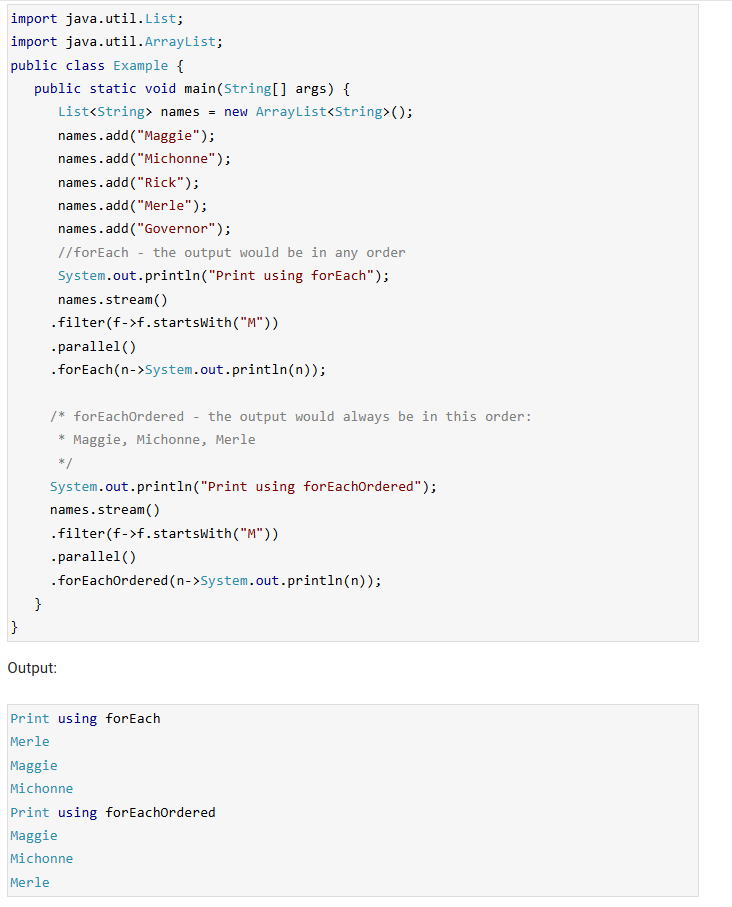 import java.util.List;
import java.util.ArrayList;
public class Example {
   public static void main(String[] args) {
      List<String> names = new ArrayList<String>();
      names.add("Maggie");
      names.add("Michonne");
      names.add("Rick");
      names.add("Merle");
      names.add("Governor");
      //forEach - the output would be in any order
      System.out.println("Print using forEach");
      names.stream()
     .filter(f->f.startsWith("M"))
     .parallel()
     .forEach(n->System.out.println(n));

     /* forEachOrdered - the output would always be in this order:
      * Maggie, Michonne, Merle
      */
     System.out.println("Print using forEachOrdered");
     names.stream()
     .filter(f->f.startsWith("M"))
     .parallel()
     .forEachOrdered(n->System.out.println(n));
   }
}
Output:
Print using forEach
Merle
Maggie
Michonne
Print using forEachOrdered
Maggie
Michonne
Merle